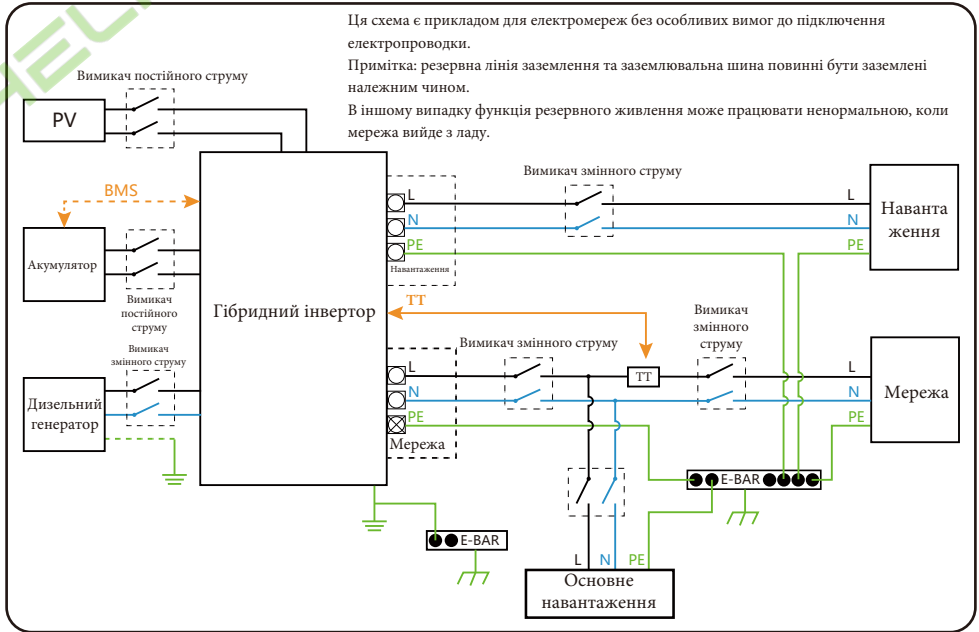 Ця схема є прикладом для електромереж без особливих вимог до підключення
електропроводки.
Примітка: резервна лінія заземлення та заземлювальна шина повинні бути заземлені
належним чином.
В іншому випадку функція резервного живлення може працювати ненормальною, коли
мережа вийде з ладу.
Вимикач постійного струму
PV
BMS
Акумулятор
Вимикач
постійного
струму
Вимикач
змінного струму
Дизельний
генератор
Гібридний інвертор
L
N
PE
Навантаження
Вимикач змінного струму
L
N
PE
Наванта
ження
ТТ
Вимикач змінного струму
ТТ
Вимикач
змінного
струму
L
N
PE
Мережа
L
N
PE
Мережа
E-BAR
E-BAR
L N PE
Основне
навантаження